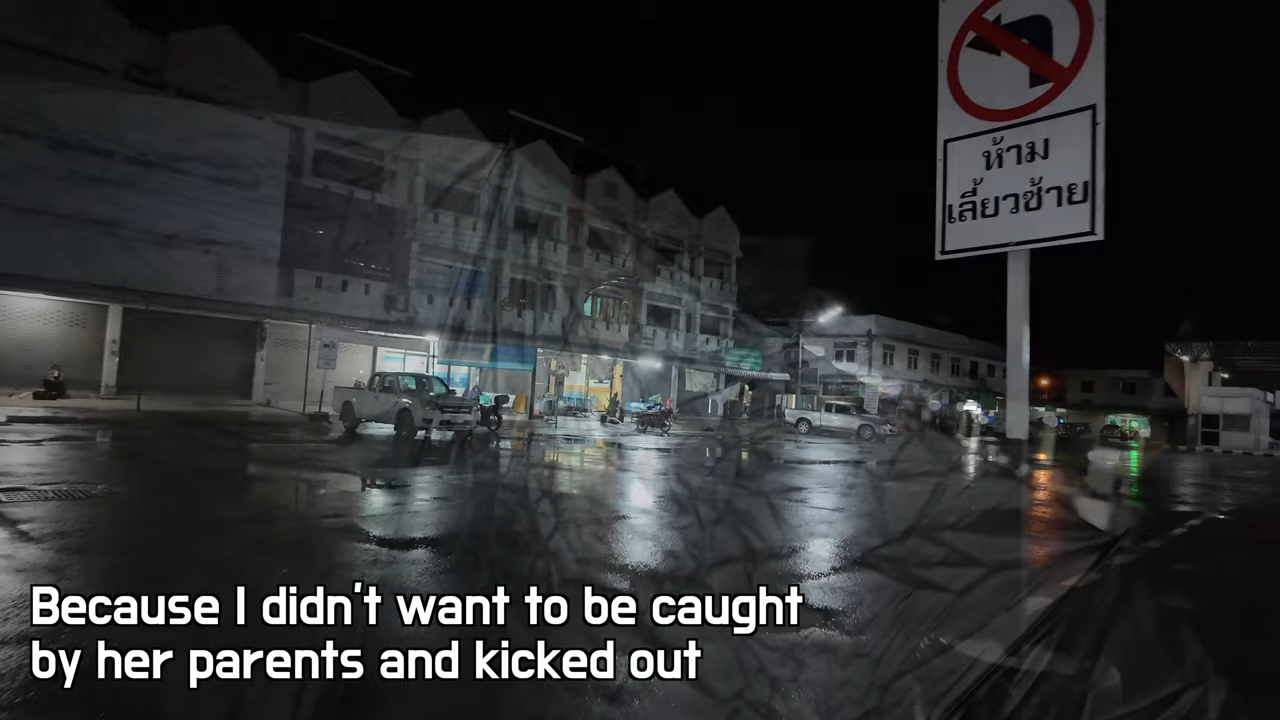 ห้าม
เลี้ยวซ้าย
Because I didn't want to be caught
by her parents and kicked out